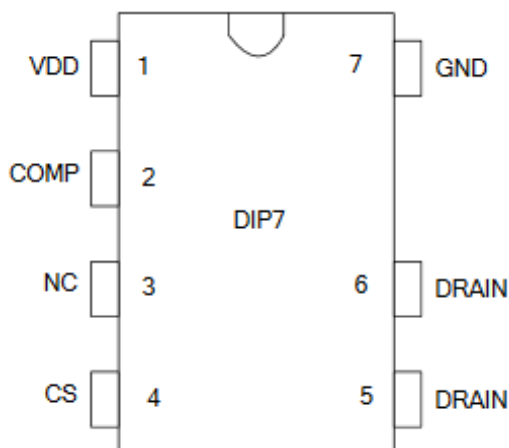 VDD 1 7 GND
COMP 2
DIP7
NC 3 6 DRAIN
CS 4 5 DRAIN